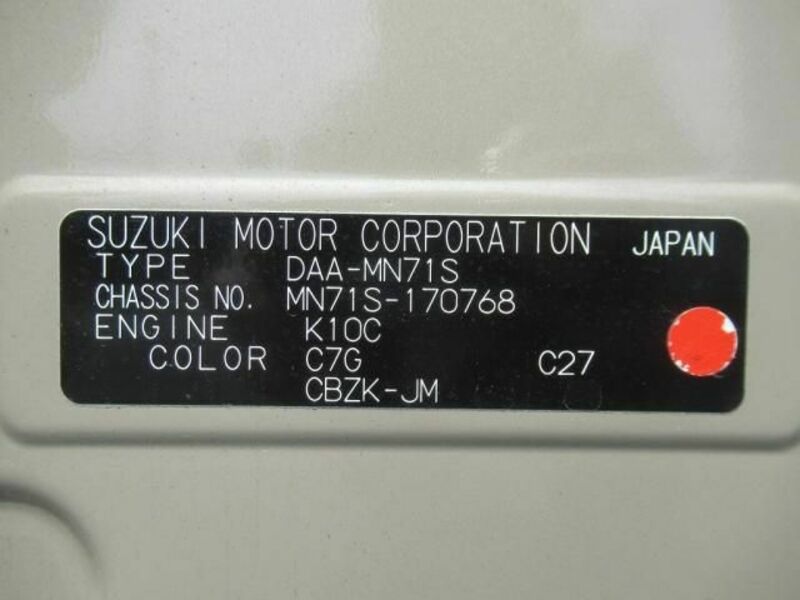 SUZUKI MOTOR CORPORATION JAPAN
TYPE DAA-MN71S
CHASSIS NO. MN71S-170768
ENGINE K10C
COLOR C7G C27
CBZK-JM